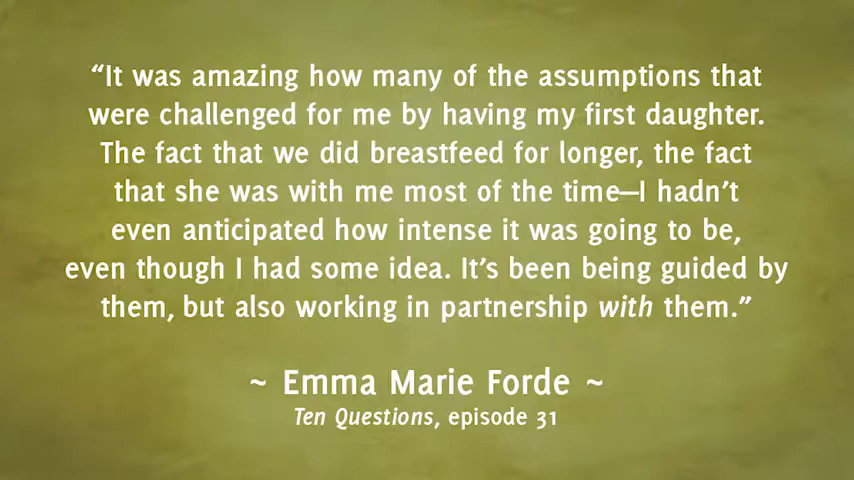 “It was amazing how many of the assumptions that
were challenged for me by having my first daughter.
The fact that we did breastfeed for longer, the fact
that she was with me most of the time—I hadn’t
even anticipated how intense it was going to be,
even though I had some idea. It’s been being guided by
them, but also working in partnership with them.”
~ Emma Marie Forde ~
Ten Questions, episode 31